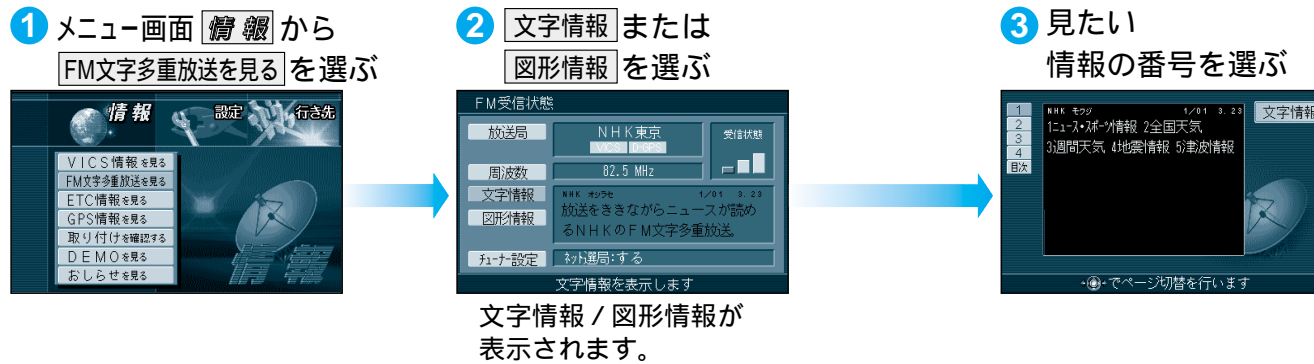 1 メニュー画面 情報 から
FM文字多重放送を見る を選ぶ
情報 設定 行き先
VICS情報を見る
FM文字多重放送を見る
ETC情報を見る
GPS情報を見る
取り付けを確認する
DEMOを見る
おしらせを見る
情報
2 文字情報 または
図形情報 を選ぶ
FM受信状態
放送局 NHK東京 受信状態
VICS D-GPS
周波数 82.5 MHz
文字情報 NHK オシラセ 1/01 3.23
図形情報 放送をききながらニュースが読め
るNHKのFM文字多重放送。
チューナー設定 ネット選局:する
文字情報を表示します
文字情報 / 図形情報が
表示されます。
3 見たい
情報の番号を選ぶ
1 NHK モクジ 1/01 3.23 文字情報
2 1ニュース・スポーツ情報 2全国天気
3 3週間天気 4地震情報 5津波情報
4
目次
でページ切替を行います